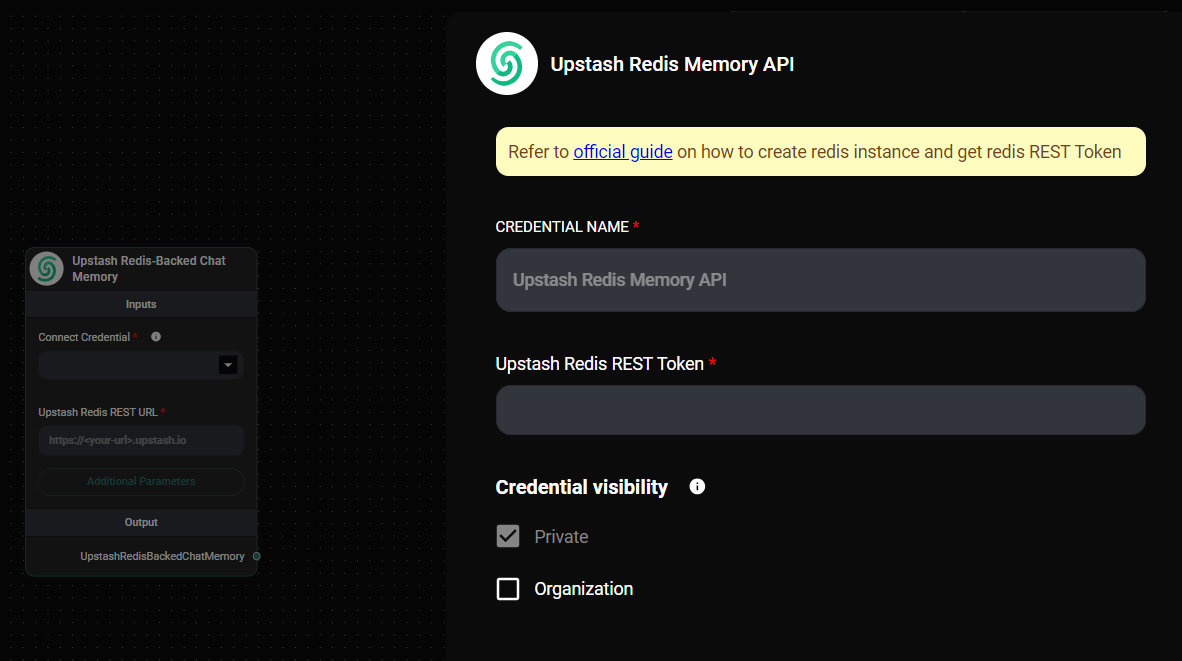 Upstash Redis Memory API
Refer to official guide on how to create redis instance and get redis REST Token
CREDENTIAL NAME *
Upstash Redis Memory API
Upstash Redis REST Token *
Credential visibility
Private
Organization
Upstash Redis-Backed Chat
Memory
Inputs
Connect Credential *
Upstash Redis REST URL *
https://<your-url>.upstash.io
Additional Parameters
Output
UpstashRedisBackedChatMemory